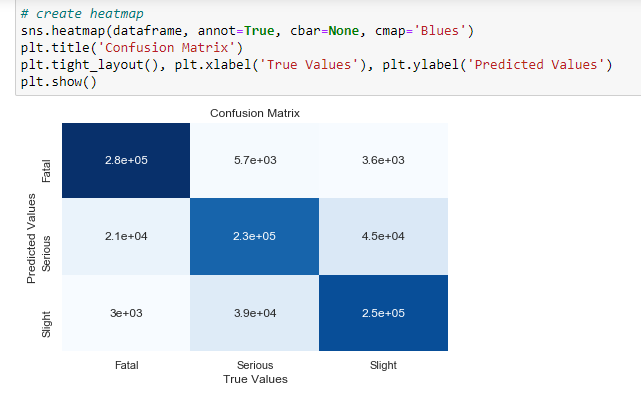 # create heatmap
sns.heatmap(dataframe, annot=True, cbar=None, cmap='Blues')
plt.title('Confusion Matrix')
plt.tight_layout(), plt.xlabel('True Values'), plt.ylabel('Predicted Values')
plt.show()
Confusion Matrix
Predicted Values
Fatal
2.8e+05 5.7e+03 3.6e+03
Serious
2.1e+04 2.3e+05 4.5e+04
Slight
3e+03 3.9e+04 2.5e+05
Fatal Serious Slight
True Values